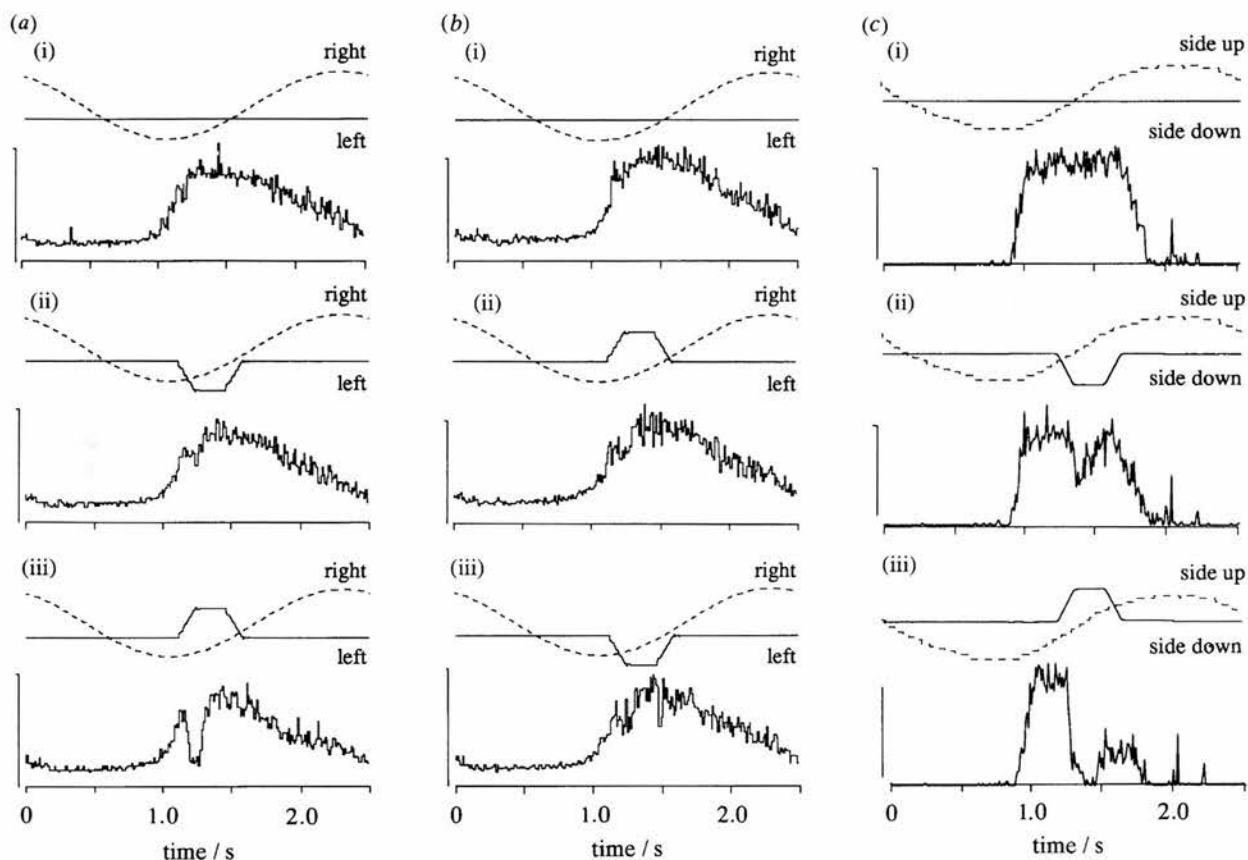 (a)
(i)
right
left
(ii)
right
left
(iii)
right
left
0
1.0
2.0
time / s
(b)
(i)
right
left
(ii)
right
left
(iii)
right
left
0
1.0
2.0
time / s
(c)
(i)
side up
side down
(ii)
side up
side down
(iii)
side up
side down
0
1.0
2.0
time / s